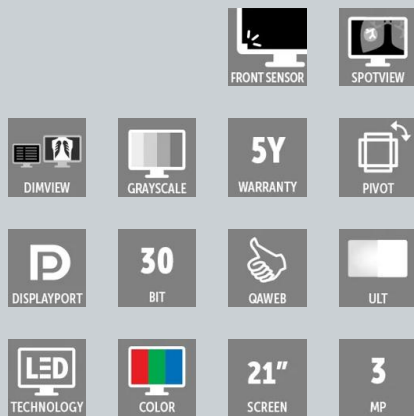 FRONT SENSOR
SPOTVIEW
DIMVIEW
GRAYSCALE
5Y
WARRANTY
PIVOT
DISPLAYPORT
30
BIT
QAWEB
ULT
LED
TECHNOLOGY
COLOR
21"
SCREEN
3
MP